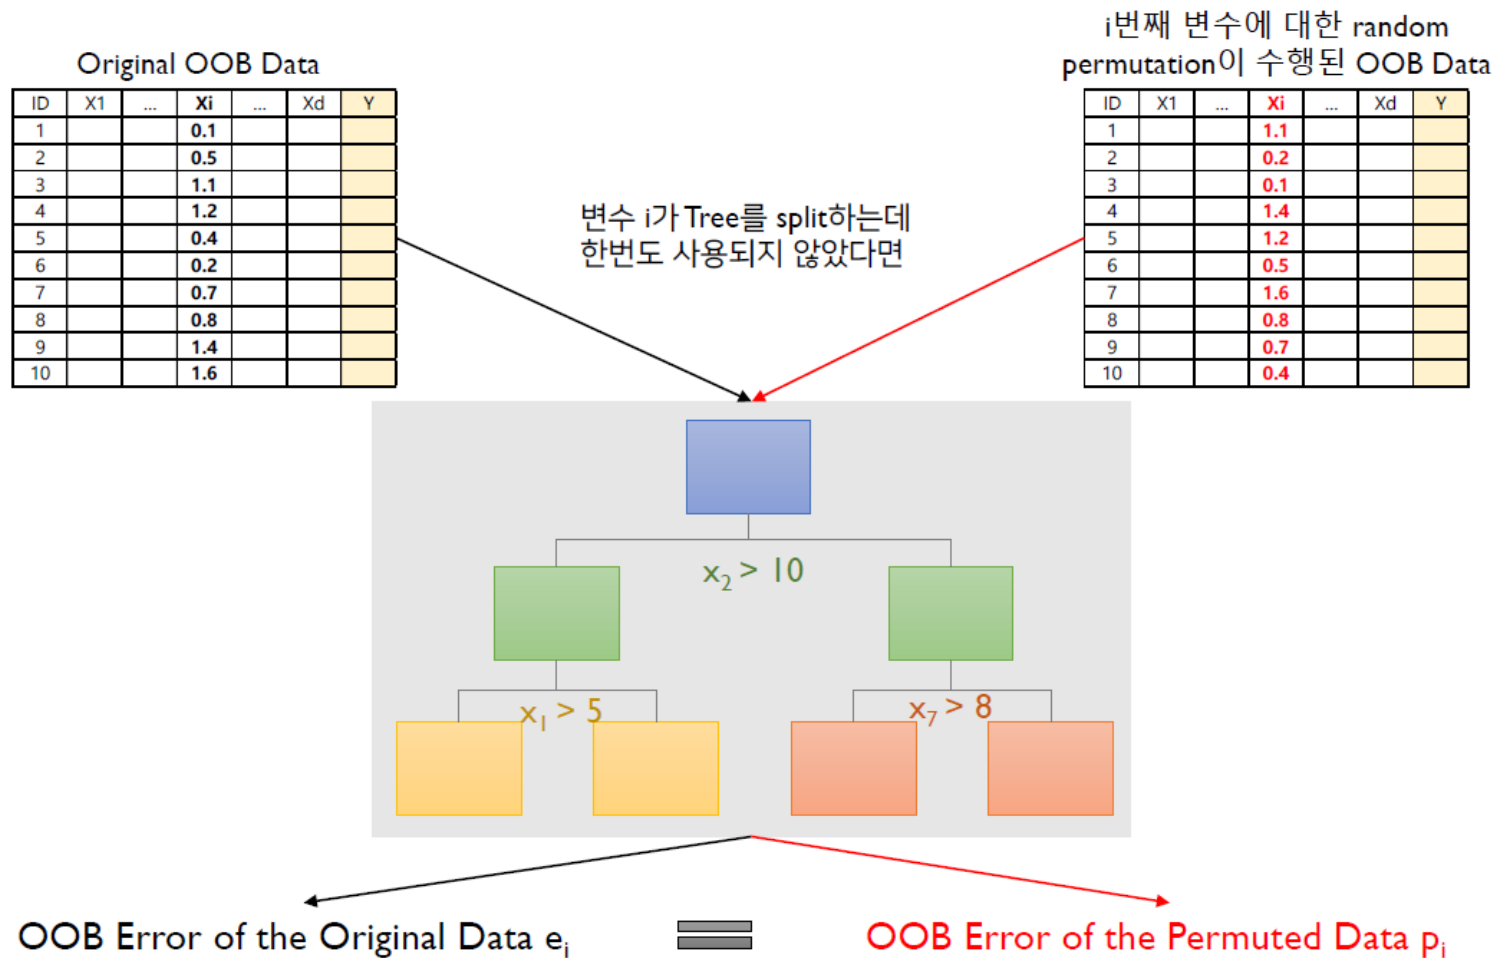 Original OOB Data
i번째 변수에 대한 random
permutation이 수행된 OOB Data
ID X1 ... Xi ... Xd Y
1 0.1
2 0.5
3 1.1
4 1.2
5 0.4
6 0.2
7 0.7
8 0.8
9 1.4
10 1.6
ID X1 ... Xi ... Xd Y
1 1.1
2 0.2
3 0.1
4 1.4
5 1.2
6 0.5
7 1.6
8 0.8
9 0.7
10 0.4
변수 i가 Tree를 split하는데
한번도 사용되지 않았다면
x₂ > 10
x₁ > 5
x₇ > 8
OOB Error of the Original Data eᵢ
=
OOB Error of the Permuted Data pᵢ